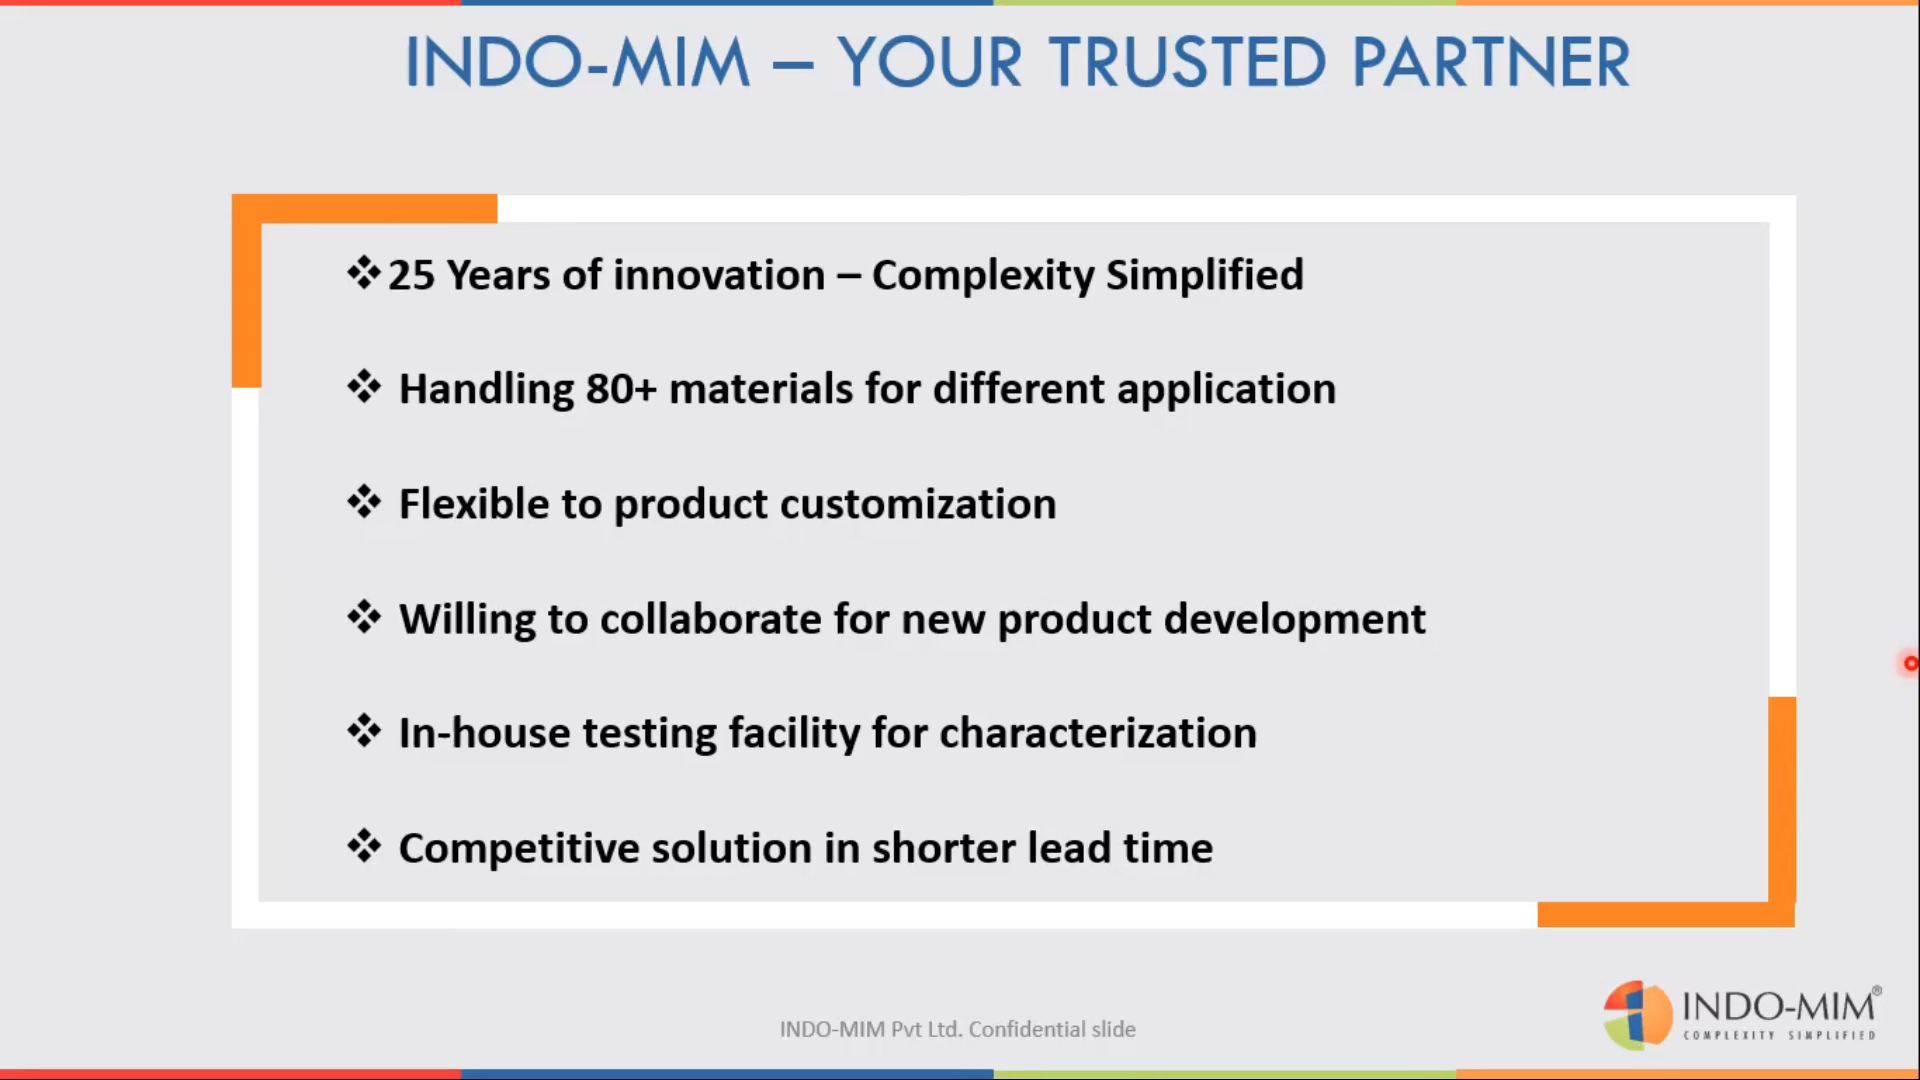 INDO-MIM – YOUR TRUSTED PARTNER
❖25 Years of innovation – Complexity Simplified
❖ Handling 80+ materials for different application
❖ Flexible to product customization
❖ Willing to collaborate for new product development
❖ In-house testing facility for characterization
❖ Competitive solution in shorter lead time
INDO-MIM Pvt Ltd. Confidential slide
INDO-MIM®
COMPLEXITY SIMPLIFIED